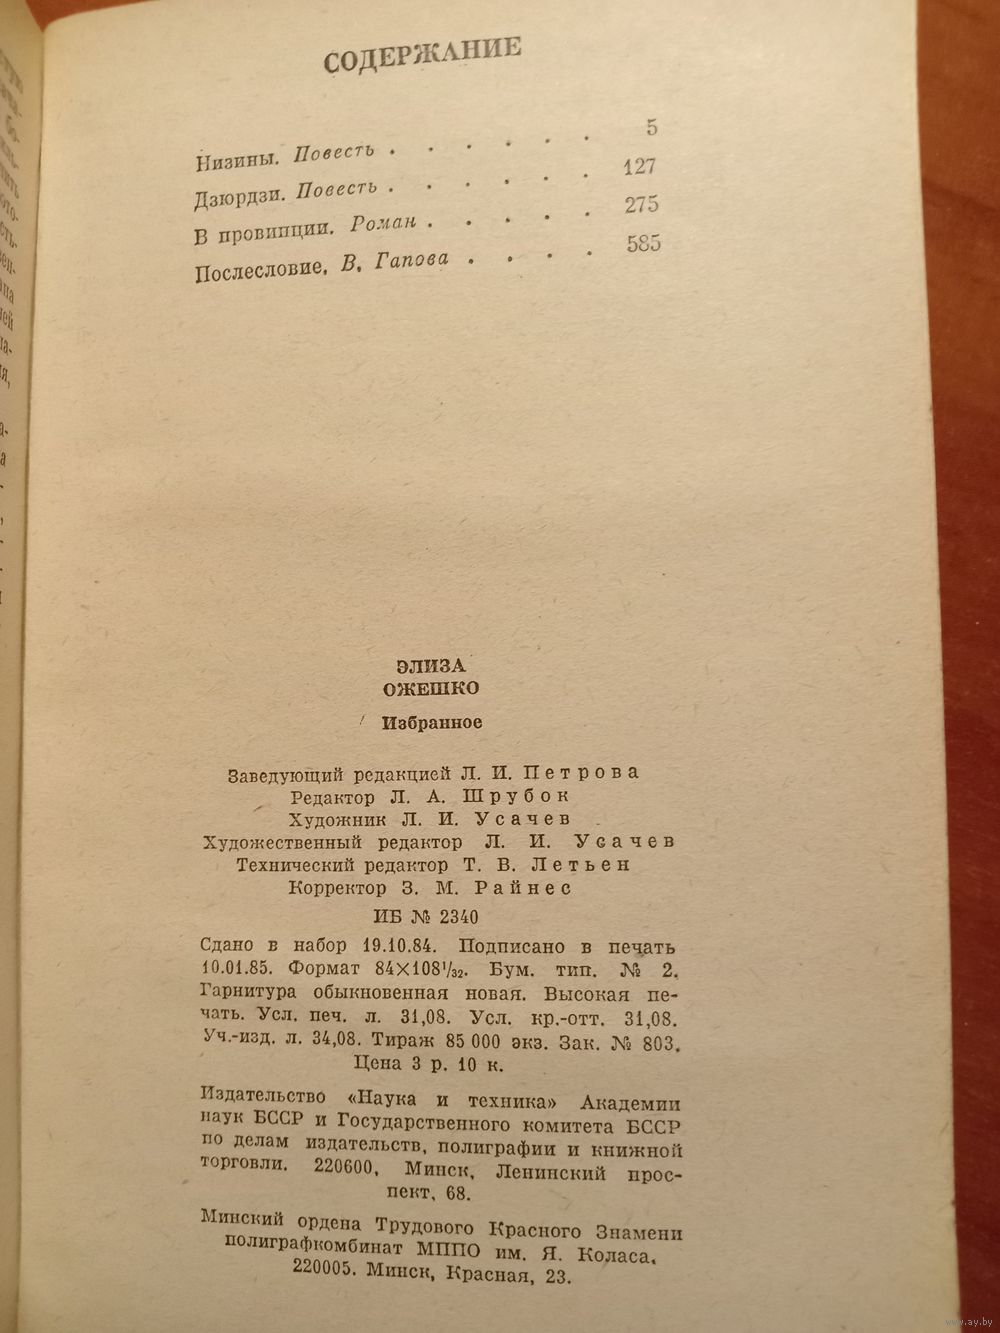 СОДЕРЖАНИЕ
Низины. Повесть . . . . . . 5
Дзюрдзи. Повесть . . . . . . 127
В провинции. Роман . . . . . 275
Послесловие. В. Гапова . . . . 585
ЭЛИЗА
ОЖЕШКО
Избранное
Заведующий редакцией Л. И. Петрова
Редактор Л. А. Шрубок
Художник Л. И. Усачев
Художественный редактор Л. И. Усачев
Технический редактор Т. В. Летьен
Корректор З. М. Райнес
ИБ № 2340
Сдано в набор 19.10.84. Подписано в печать
10.01.85. Формат 84×108¹/₃₂. Бум. тип. № 2.
Гарнитура обыкновенная новая. Высокая пе-
чать. Усл. печ. л. 31,08. Усл. кр.-отт. 31,08.
Уч.-изд. л. 34,08. Тираж 85 000 экз. Зак. № 803.
Цена 3 р. 10 к.
Издательство «Наука и техника» Академии
наук БССР и Государственного комитета БССР
по делам издательств, полиграфии и книжной
торговли. 220600, Минск, Ленинский прос-
пект, 68.
Минский ордена Трудового Красного Знамени
полиграфкомбинат МППО им. Я. Коласа.
220005. Минск, Красная, 23.
www.ay.by